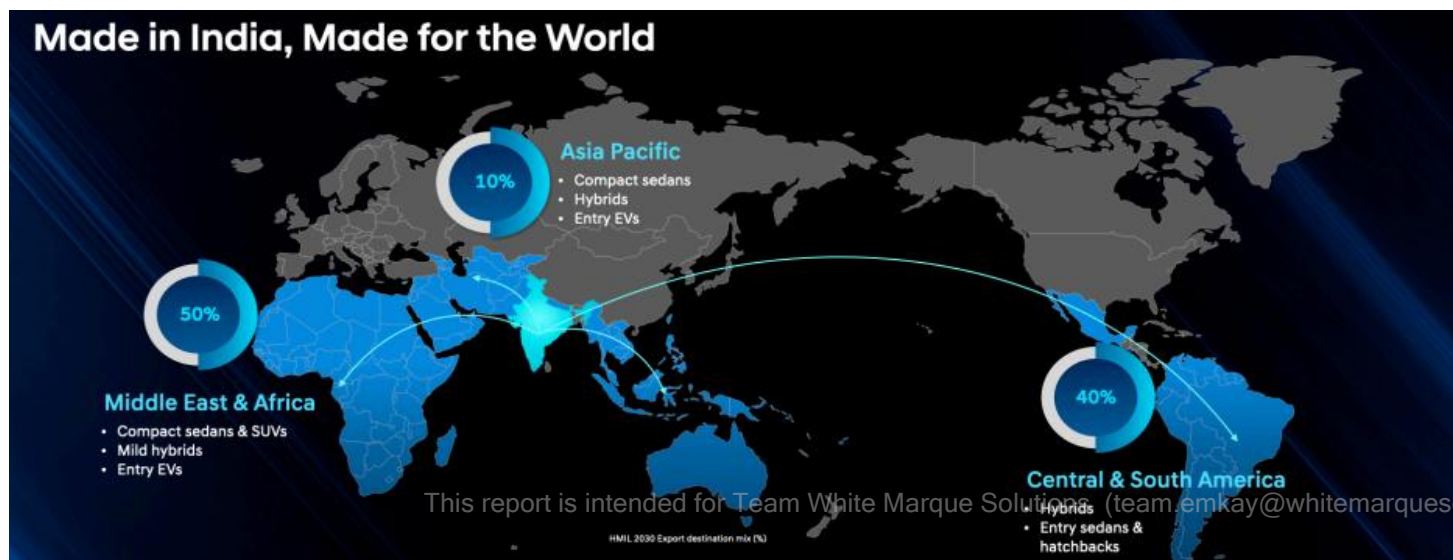 Made in India, Made for the World
10%
Asia Pacific
• Compact sedans
• Hybrids
• Entry EVs
50%
Middle East & Africa
• Compact sedans & SUVs
• Mild hybrids
• Entry EVs
40%
Central & South America
• Hybrids
• Entry sedans &
hatchbacks
This report is intended for Team White Marque Solutions (team.emkay@whitemarques
HMIL 2030 Export destination mix (%)